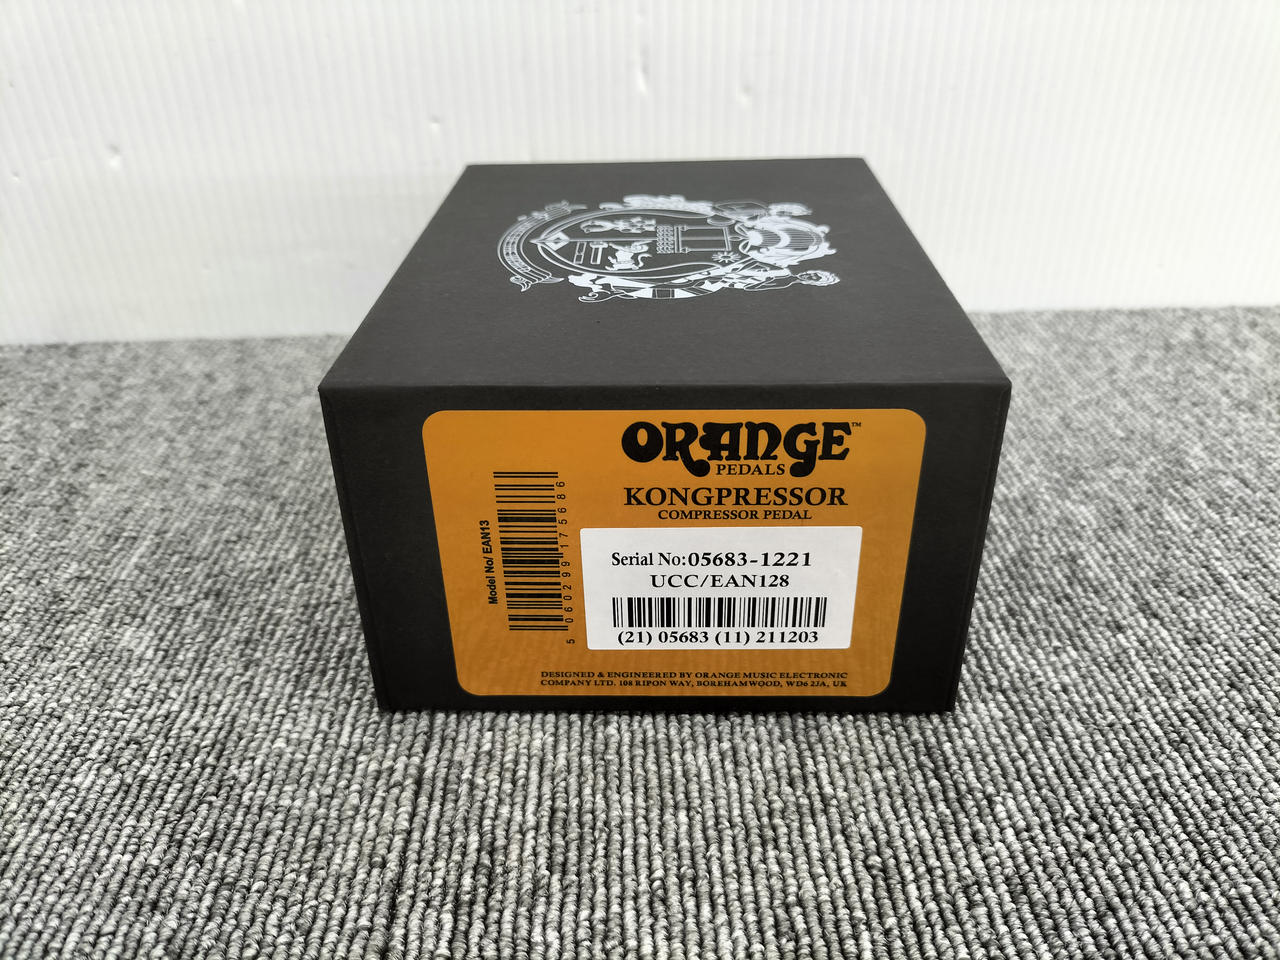 ORANGE™
PEDALS
KONGPRESSOR
COMPRESSOR PEDAL
Model No/ EAN13
5 060299 175686
Serial No:05683-1221
UCC/EAN128
(21) 05683 (11) 211203
DESIGNED & ENGINEERED BY ORANGE MUSIC ELECTRONIC
COMPANY LTD. 108 RIPON WAY, BOREHAMWOOD, WD6 2JA, UK